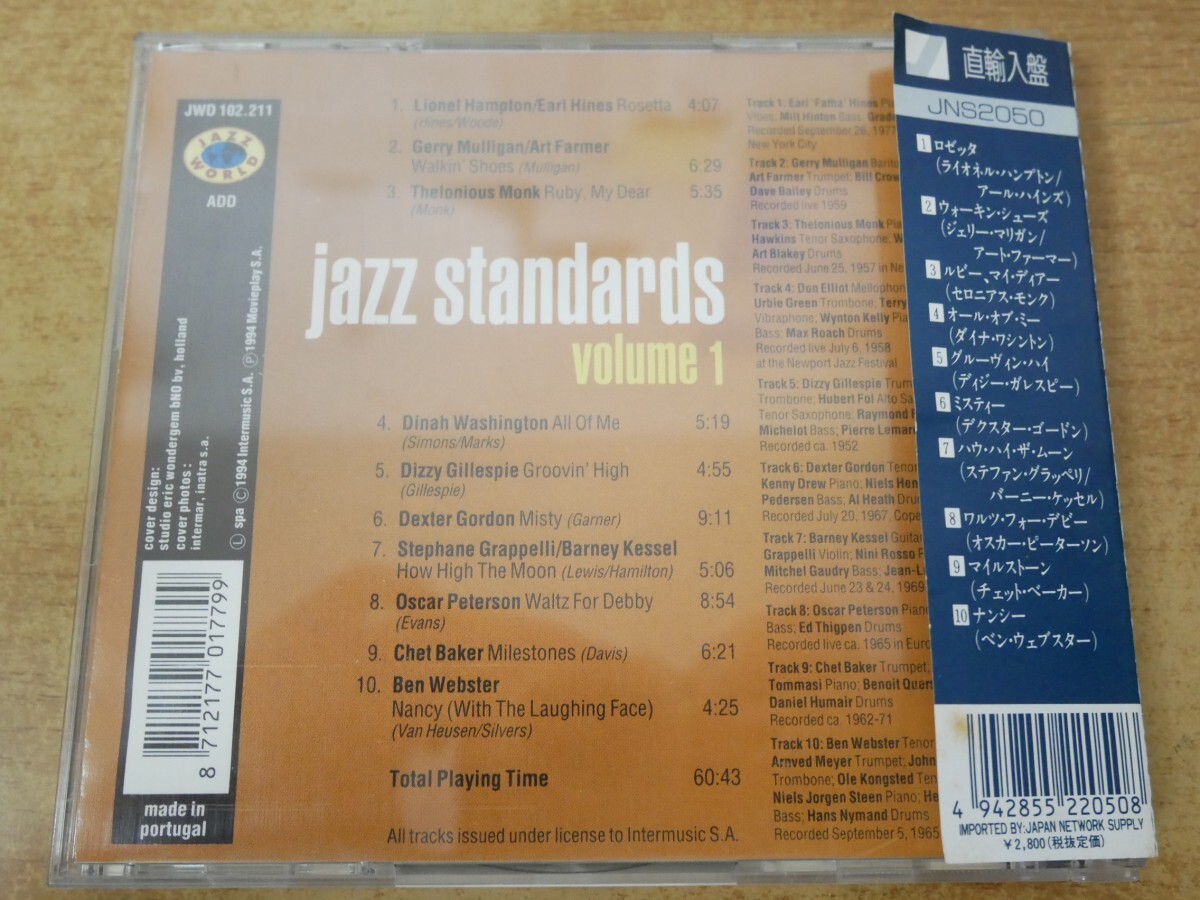 JWD 102.211
JAZZ
WORLD
ADD
cover design:
studio eric wondergem bNO bv, holland
cover photos :
intermar, inatra s.a.
Ⓛ spa Ⓒ 1994 Intermusic S.A. Ⓟ 1994 Movieplay S.A.
8 712177 017799
made in
portugal
1. Lionel Hampton/Earl Hines Rosetta 4:07
(Hines/Woode)
2. Gerry Mulligan/Art Farmer
Walkin' Shoes (Mulligan) 6:29
3. Thelonious Monk Ruby, My Dear 5:35
(Monk)
jazz standards
volume 1
4. Dinah Washington All Of Me 5:19
(Simons/Marks)
5. Dizzy Gillespie Groovin' High 4:55
(Gillespie)
6. Dexter Gordon Misty (Garner) 9:11
7. Stephane Grappelli/Barney Kessel
How High The Moon (Lewis/Hamilton) 5:06
8. Oscar Peterson Waltz For Debby 8:54
(Evans)
9. Chet Baker Milestones (Davis) 6:21
10. Ben Webster
Nancy (With The Laughing Face) 4:25
(Van Heusen/Silvers)
Total Playing Time 60:43
All tracks issued under license to Intermusic S.A.
Track 1: Earl 'Fatha' Hines
Vibes; Milt Hinton Bass,
Recorded September 26, 1977
New York City
Track 2: Gerry Mulligan
Art Farmer Trumpet; Bill
Dave Bailey Drums
Recorded live 1959
Track 3: Thelonious Monk
Hawkins Tenor Saxophone;
Art Blakey Drums
Recorded June 25, 1957 in
Track 4: Don Elliot
Urbie Green Trombone; Terry
Vibraphone; Wynton Kelly
Bass; Max Roach Drums
Recorded live July 6, 1958
at the Newport Jazz Festival
Track 5: Dizzy Gillespie
Trombone; Hubert Fol Alto
Tenor Saxophone; Raymond
Michelot Bass; Pierre
Recorded ca. 1952
Track 6: Dexter Gordon
Kenny Drew Piano; Niels
Pedersen Bass; Al Heath
Recorded July 20, 1967,
Track 7: Barney Kessel
Grappelli Violin; Nini Rosso
Mitchel Gaudry Bass;
Recorded June 23 & 24, 1969
Track 8: Oscar Peterson
Bass; Ed Thigpen Drums
Recorded live ca. 1965 in
Track 9: Chet Baker Trumpet;
Tommasi Piano; Benoit
Daniel Humair Drums
Recorded ca. 1962-71
Track 10: Ben Webster
Arnved Meyer Trumpet; John
Trombone; Ole Kongsted
Niels Jorgen Steen Piano;
Bass; Hans Nymand Drums
Recorded September 5, 1965
直輸入盤
JNS2050
1 ロゼッタ
(ライオネル・ハンプトン/
アール・ハインズ)
2 ウォーキン・シューズ
(ジェリー・マリガン/
アート・ファーマー)
3 ルビー、マイ・ディアー
(セロニアス・モンク)
4 オール・オブ・ミー
(ダイナ・ワシントン)
5 グルーヴィン・ハイ
(ディジー・ガレスピー)
6 ミスティー
(デクスター・ゴードン)
7 ハウ・ハイ・ザ・ムーン
(ステファン・グラッペリ/
バーニー・ケッセル)
8 ワルツ・フォー・デビー
(オスカー・ピーターソン)
9 マイルストーン
(チェット・ベーカー)
10 ナンシー
(ベン・ウェブスター)
4 942855 220508
IMPORTED BY:JAPAN NETWORK SUPPLY
¥2,800(税抜定価)